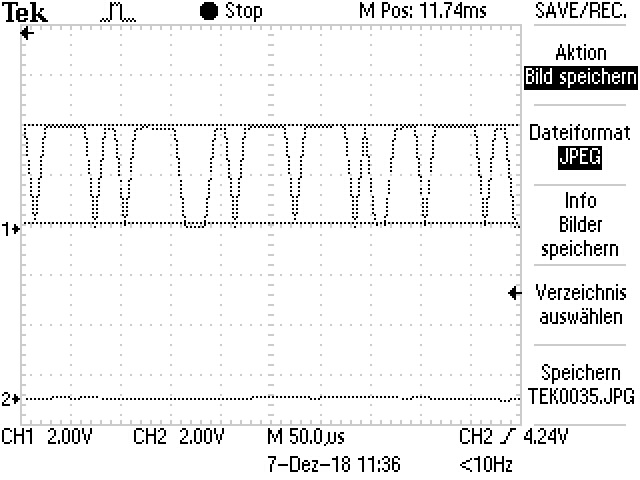 Tek Stop M Pos: 11.74ms SAVE/REC.
Aktion
Bild speichern
Dateiformat
JPEG
Info
Bilder
speichern
1
Verzeichnis
auswählen
Speichern
2 TEK0035.JPG
CH1 2.00V CH2 2.00V M 50.0µs CH2 4.24V
7-Dez-18 11:36 <10Hz